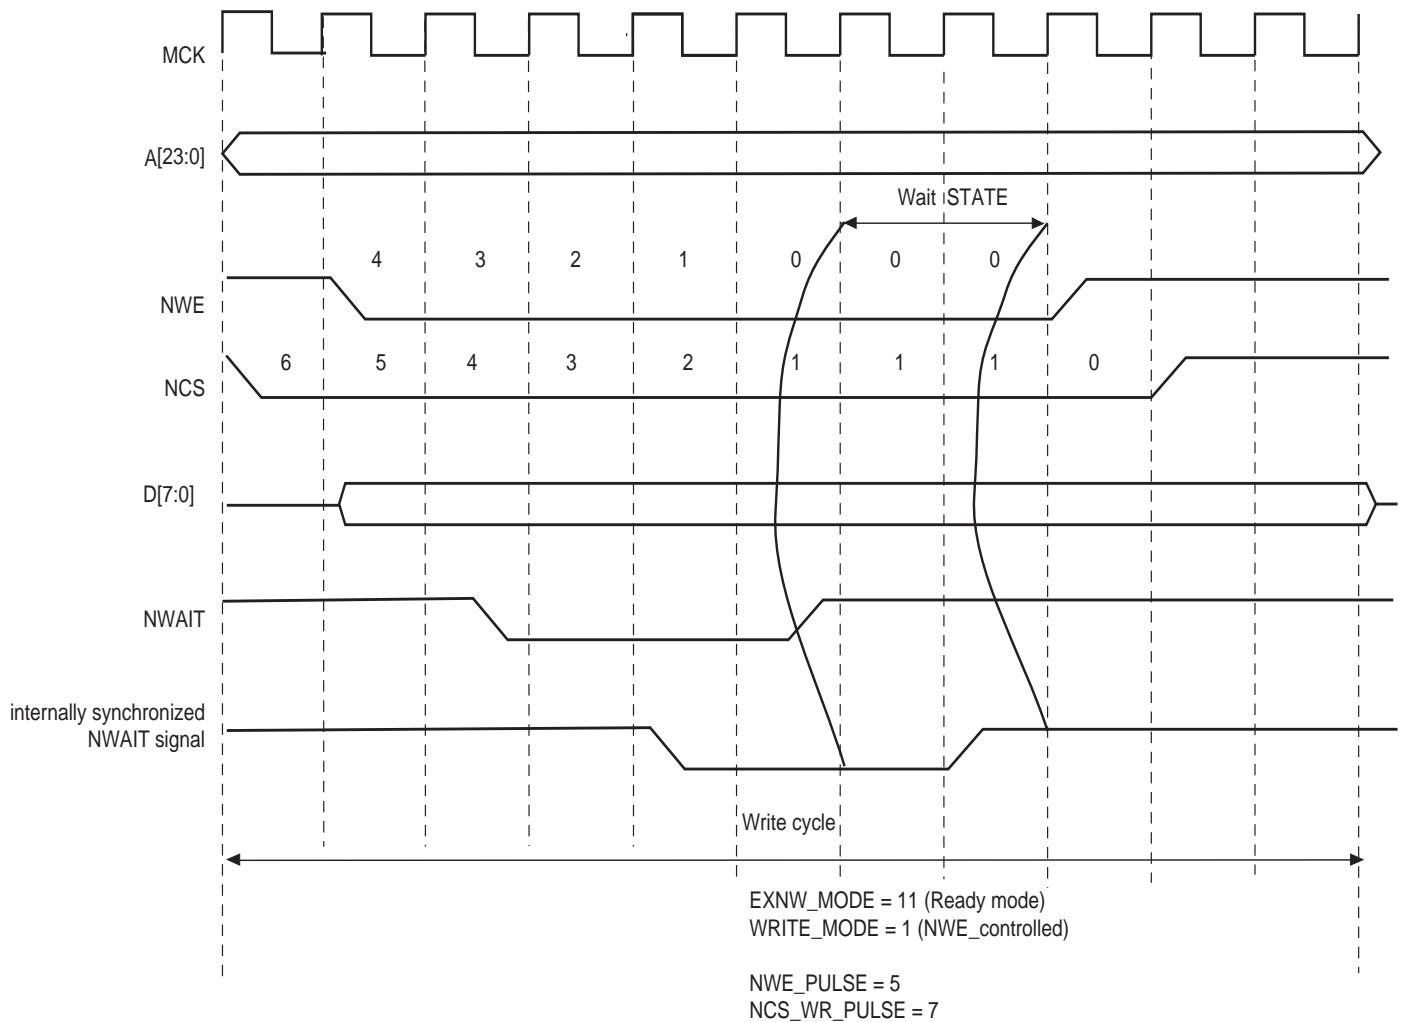 MCK
A[23:0]
Wait STATE
4 3 2 1 0 0 0
NWE
6 5 4 3 2 1 1 1 0
NCS
D[7:0]
NWAIT
internally synchronized
NWAIT signal
Write cycle
EXNW_MODE = 11 (Ready mode)
WRITE_MODE = 1 (NWE_controlled)
NWE_PULSE = 5
NCS_WR_PULSE = 7